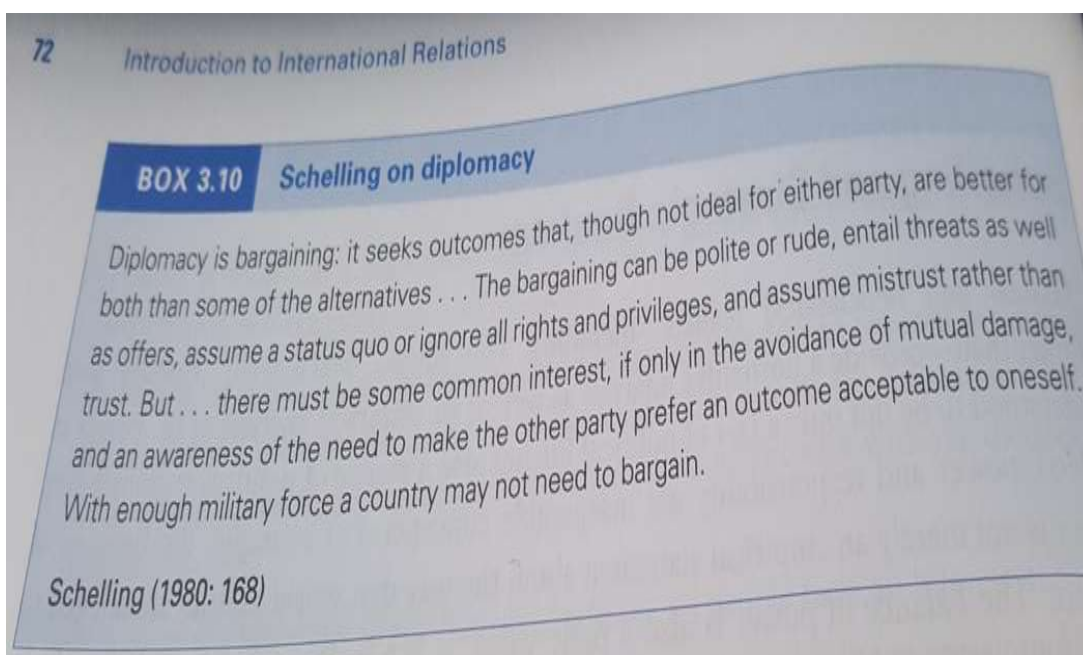 72 Introduction to International Relations
BOX 3.10 Schelling on diplomacy
Diplomacy is bargaining: it seeks outcomes that, though not ideal for either party, are better for
both than some of the alternatives . . . The bargaining can be polite or rude, entail threats as well
as offers, assume a status quo or ignore all rights and privileges, and assume mistrust rather than
trust. But . . . there must be some common interest, if only in the avoidance of mutual damage,
and an awareness of the need to make the other party prefer an outcome acceptable to oneself.
With enough military force a country may not need to bargain.
Schelling (1980: 168)